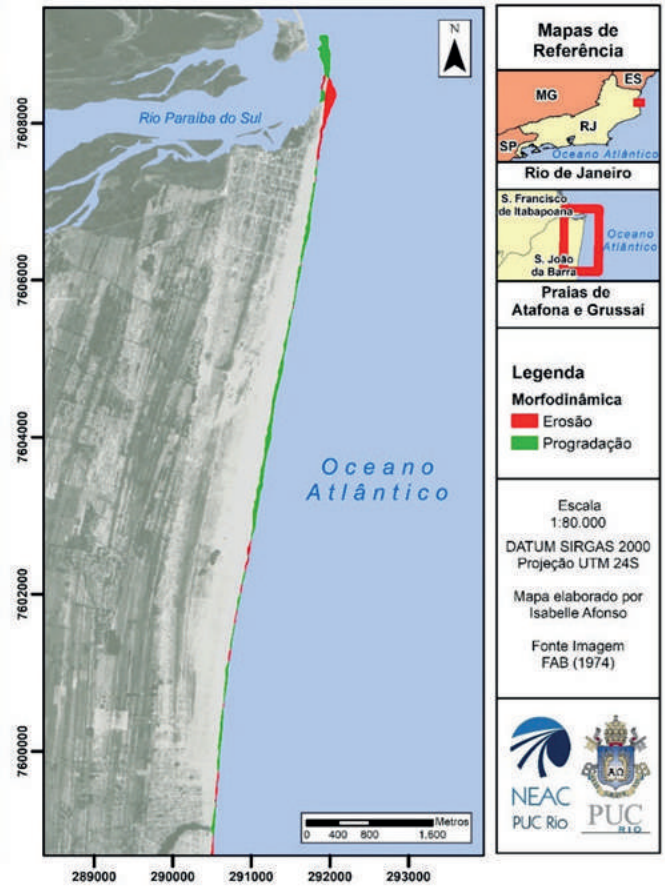 N
Rio Paraíba do Sul
Oceano
Atlântico
Metros
0 400 800 1.600
7608000
7606000
7604000
7602000
7600000
289000 290000 291000 292000 293000
Mapas de
Referência
MG
ES
RJ
SP
Oceano Atlântico
Rio de Janeiro
S. Francisco
de Itabapoana
Oceano
Atlântico
S. João
da Barra
Praias de
Atafona e Grussaí
Legenda
Morfodinâmica
Erosão
Progradação
Escala
1:80.000
DATUM SIRGAS 2000
Projeção UTM 24S
Mapa elaborado por
Isabelle Afonso
Fonte Imagem
FAB (1974)
NEAC
PUC Rio
ΑΩ
PUC
RIO